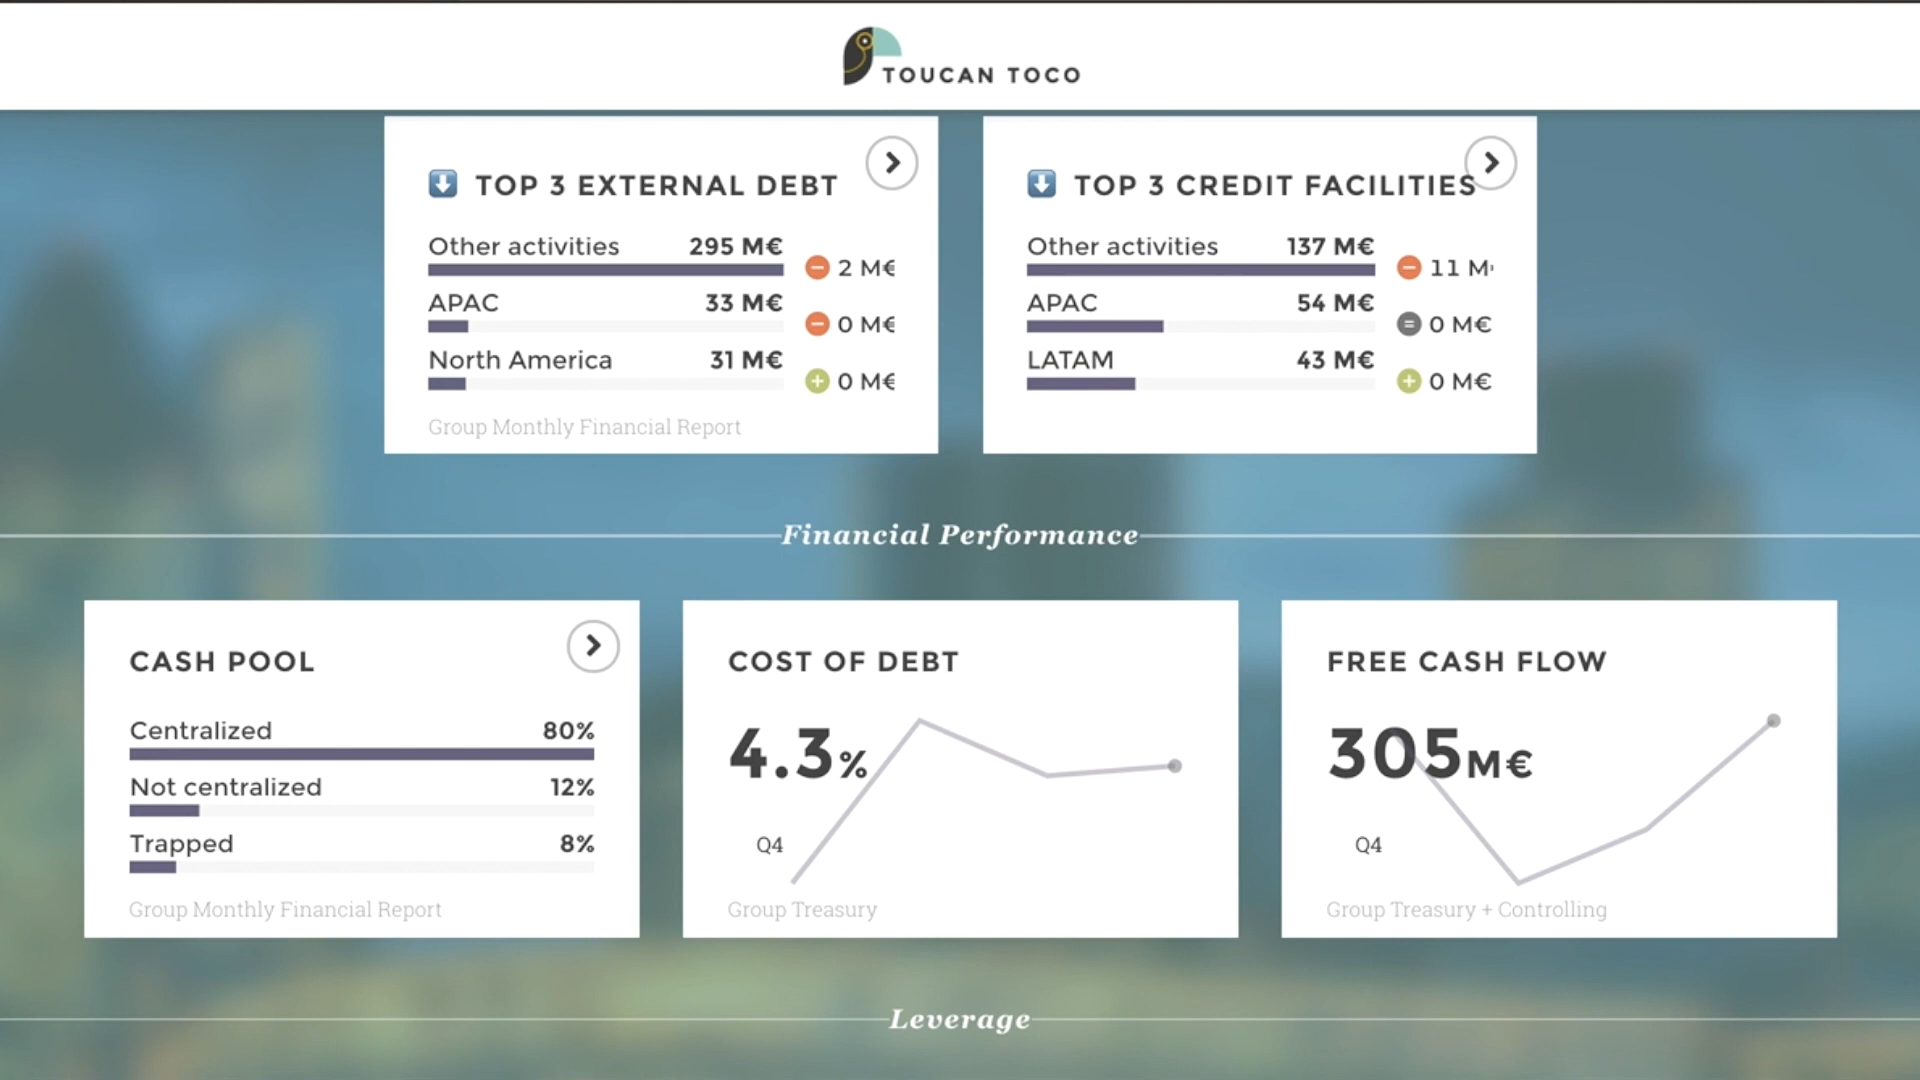 TOUCAN TOCO
TOP 3 EXTERNAL DEBT
Other activities 295 M€
2 M€
APAC 33 M€
0 M€
North America 31 M€
0 M€
Group Monthly Financial Report
TOP 3 CREDIT FACILITIES
Other activities 137 M€
11 M
APAC 54 M€
0 M€
LATAM 43 M€
0 M€
Financial Performance
CASH POOL
Centralized 80%
Not centralized 12%
Trapped 8%
Group Monthly Financial Report
COST OF DEBT
4.3%
Q4
Group Treasury
FREE CASH FLOW
305M€
Q4
Group Treasury + Controlling
Leverage